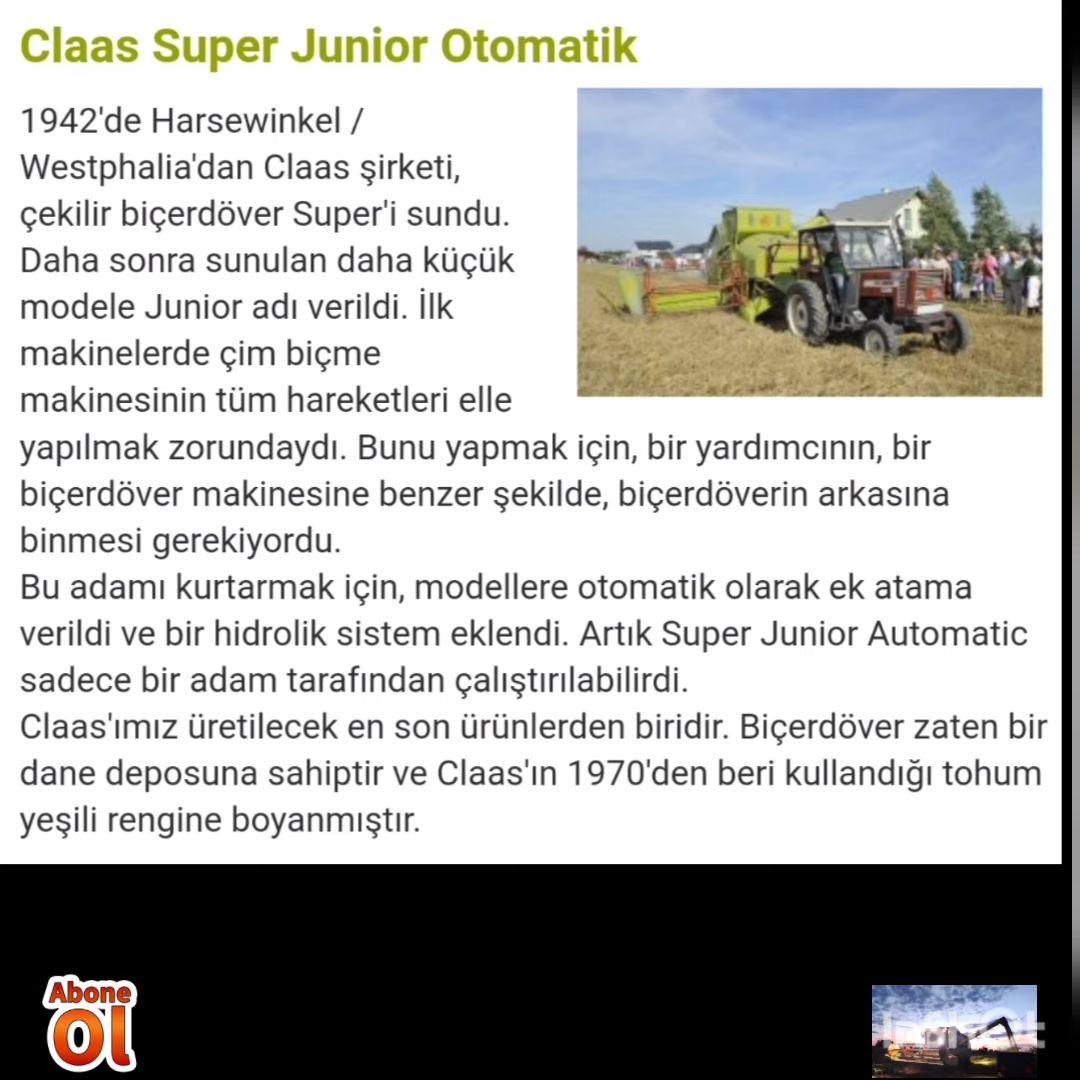 Claas Super Junior Otomatik
1942'de Harsewinkel /
Westphalia'dan Claas şirketi,
çekilir biçerdöver Super'i sundu.
Daha sonra sunulan daha küçük
modele Junior adı verildi. İlk
makinelerde çim biçme
makinesinin tüm hareketleri elle
yapılmak zorundaydı. Bunu yapmak için, bir yardımcının, bir
biçerdöver makinesine benzer şekilde, biçerdöverin arkasına
binmesi gerekiyordu.
Bu adamı kurtarmak için, modellere otomatik olarak ek atama
verildi ve bir hidrolik sistem eklendi. Artık Super Junior Automatic
sadece bir adam tarafından çalıştırılabilirdi.
Claas'ımız üretilecek en son ürünlerden biridir. Biçerdöver zaten bir
dane deposuna sahiptir ve Claas'ın 1970'den beri kullandığı tohum
yeşili rengine boyanmıştır.
Abone
Ol